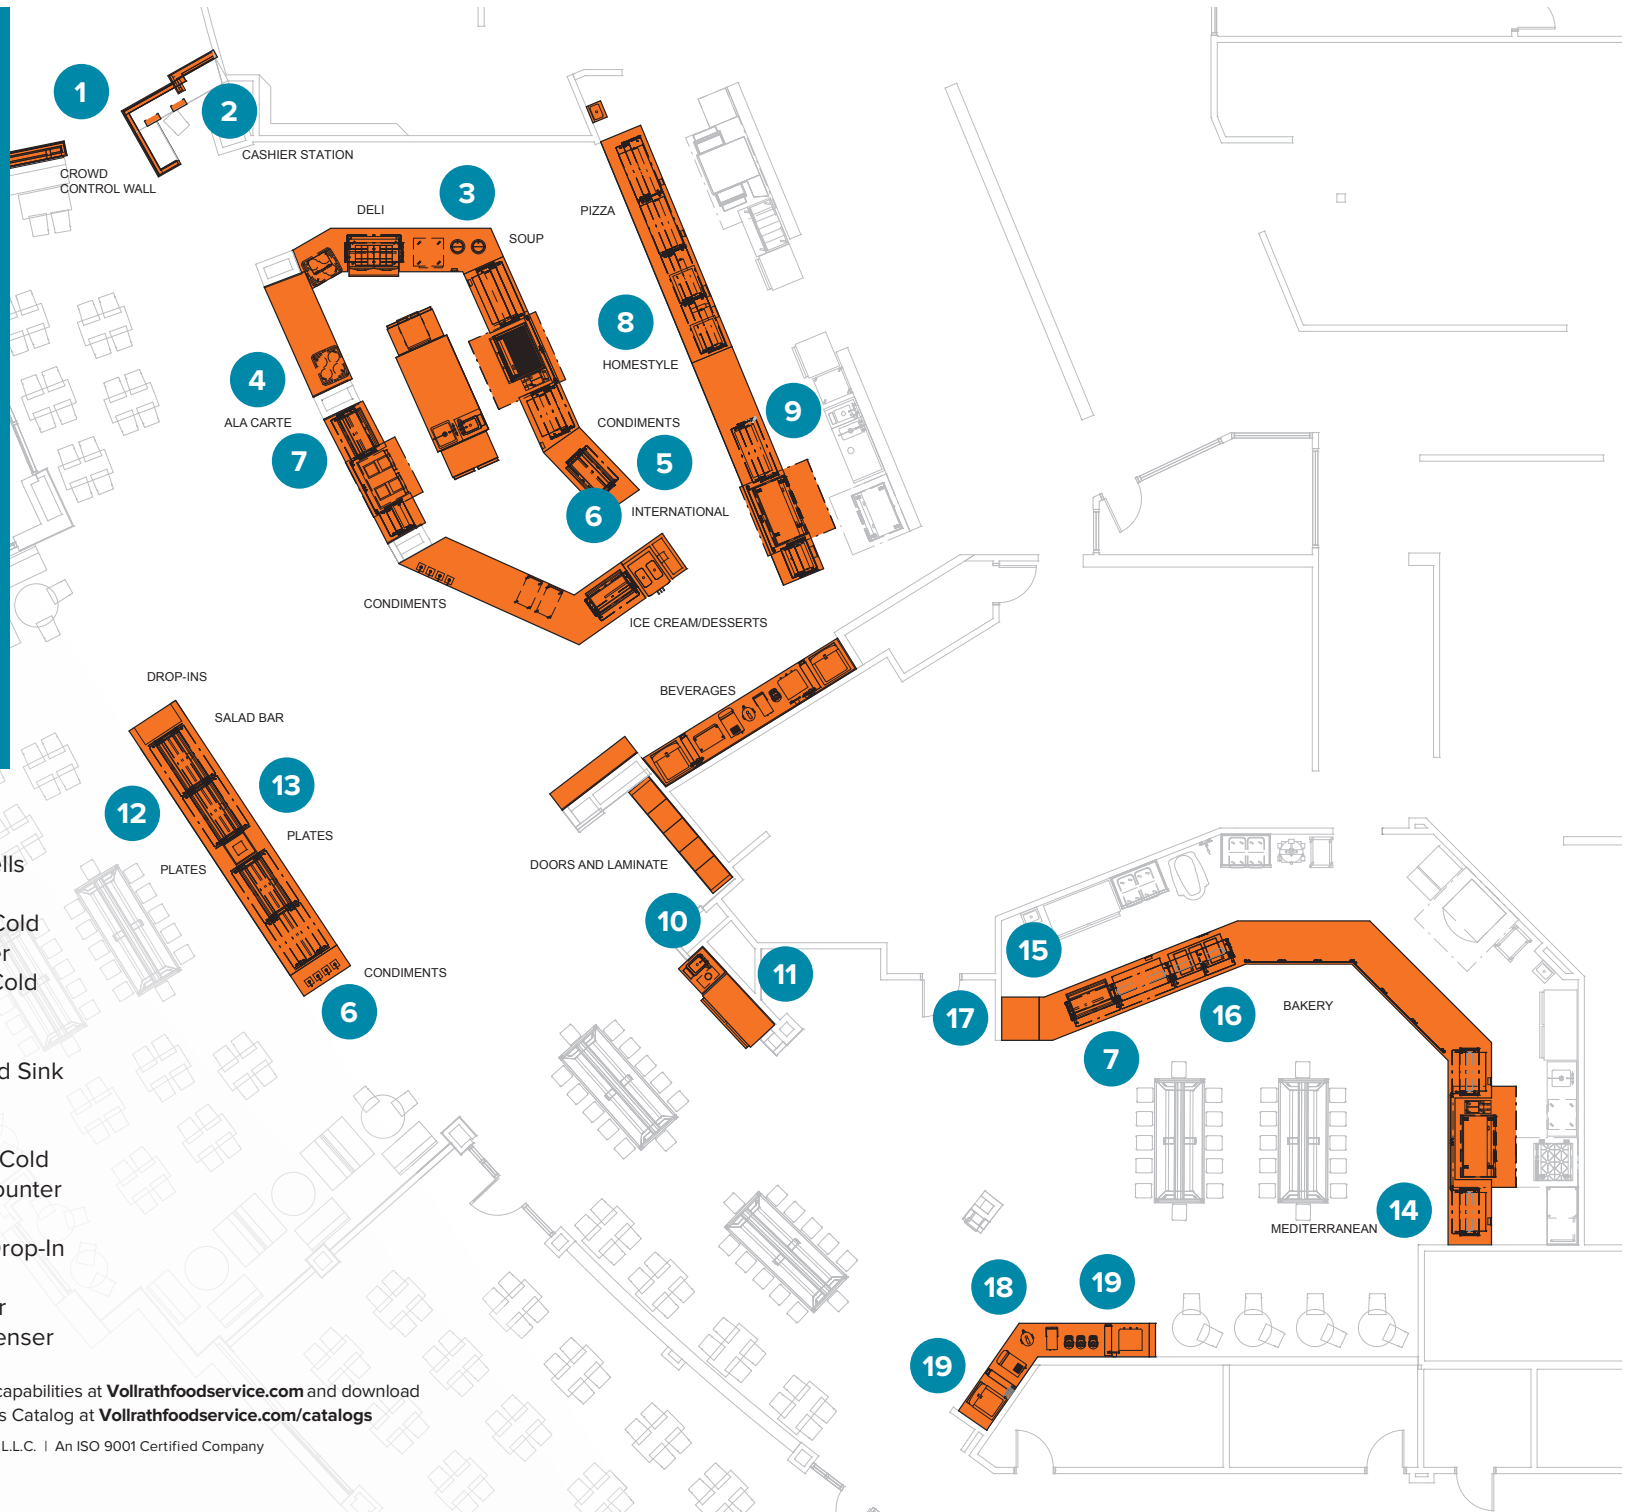 1
2
CASHIER STATION
CROWD
CONTROL WALL
3
DELI
PIZZA
SOUP
8
HOMESTYLE
4
ALA CARTE
9
CONDIMENTS
7
5
6
INTERNATIONAL
CONDIMENTS
ICE CREAM/DESSERTS
DROP-INS
BEVERAGES
SALAD BAR
13
12
PLATES
PLATES
DOORS AND LAMINATE
10
11
CONDIMENTS
6
15
17
16
BAKERY
7
14
MEDITERRANEAN
18
19
19
ells
Cold
er
Cold
d Sink
Cold
ounter
Drop-In
r
enser
capabilities at Vollrathfoodservice.com and download
s Catalog at Vollrathfoodservice.com/catalogs
L.L.C. | An ISO 9001 Certified Company